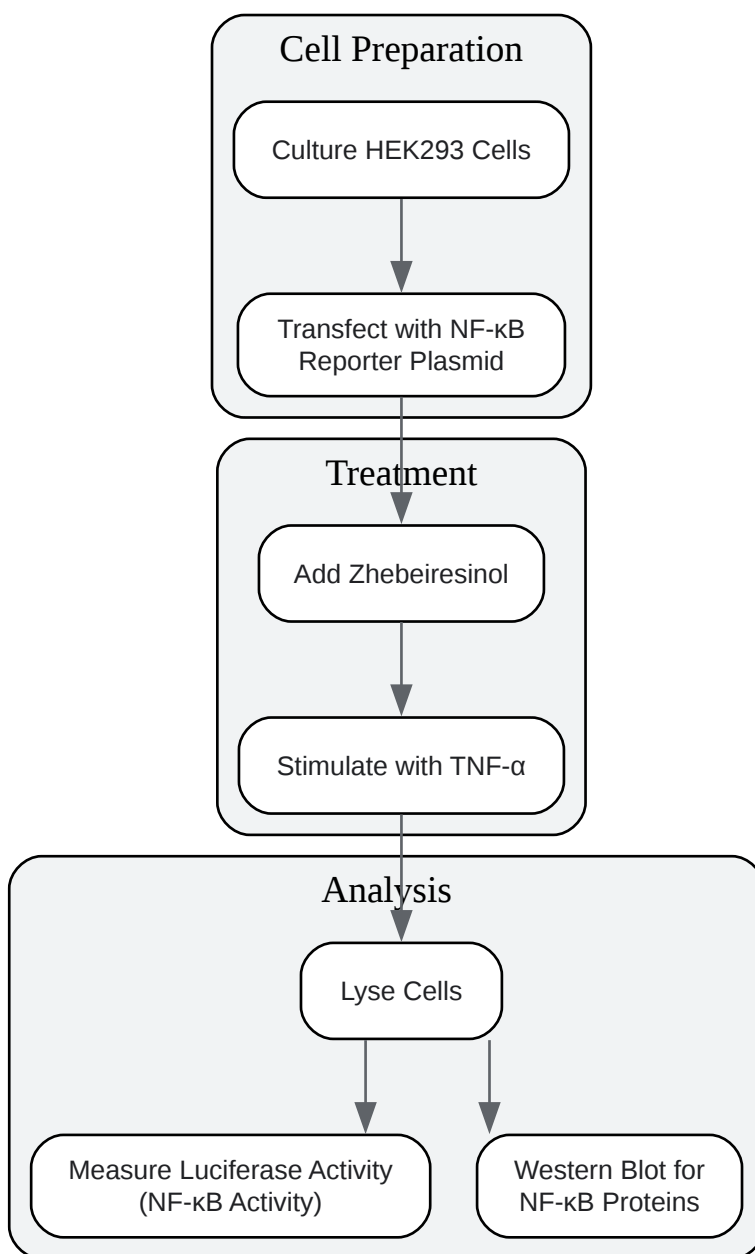 Cell Preparation
Culture HEK293 Cells
Transfect with NF-κB
Reporter Plasmid
Treatment
Add Zhebeiresinol
Stimulate with TNF-α
Analysis
Lyse Cells
Measure Luciferase Activity
(NF-κB Activity)
Western Blot for
NF-κB Proteins